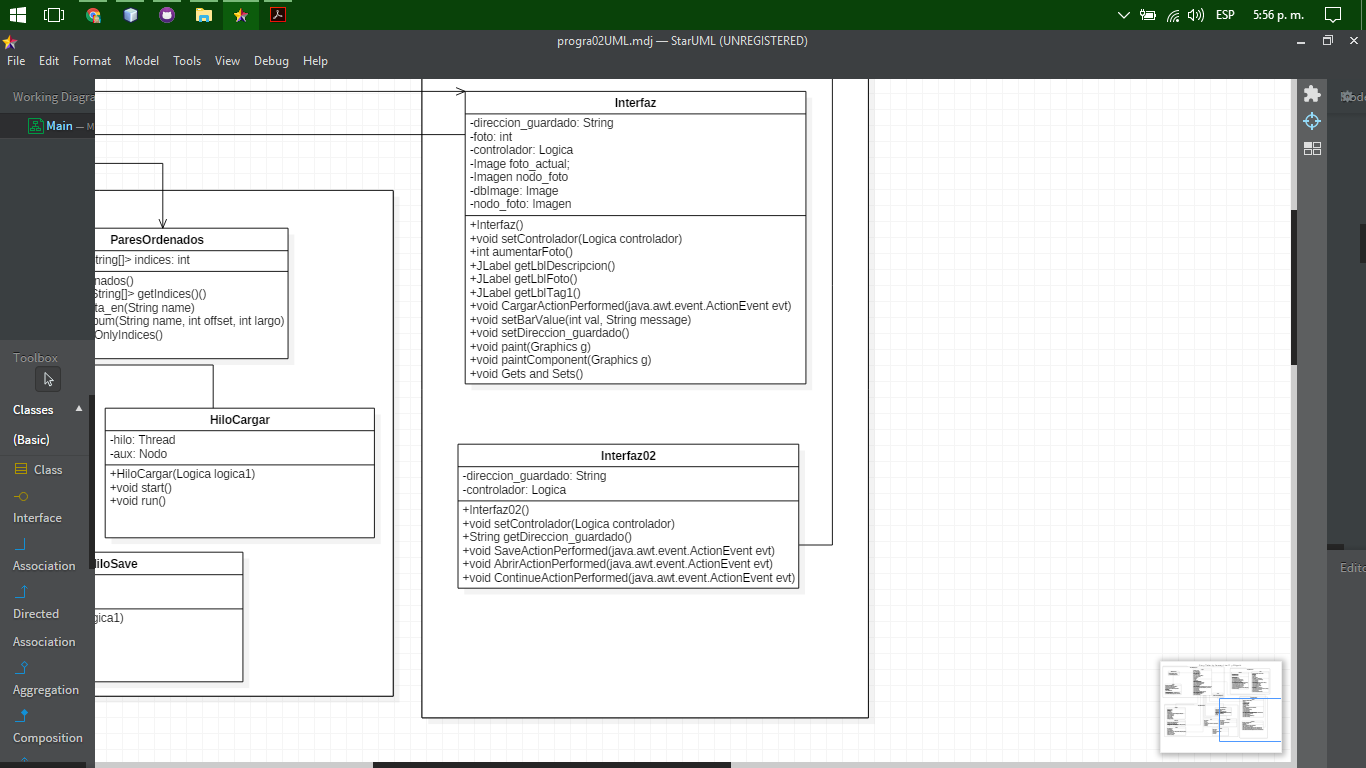 ESP 5:56 p. m.
progra02UML.mdj — StarUML (UNREGISTERED)
File Edit Format Model Tools View Debug Help
Working Diagra
Main — M
Toolbox
Classes
(Basic)
Class
Interface
Association
Directed
Association
Aggregation
Composition
ParesOrdenados
tring[]> indices: int
nados()
String[]> getIndices()()
ta_en(String name)
bum(String name, int offset, int largo)
OnlyIndices()
HiloCargar
-hilo: Thread
-aux: Nodo
+HiloCargar(Logica logica1)
+void start()
+void run()
iloSave
gica1)
Interfaz
-direccion_guardado: String
-foto: int
-controlador: Logica
-Image foto_actual;
-Imagen nodo_foto
-dbImage: Image
-nodo_foto: Imagen
+Interfaz()
+void setControlador(Logica controlador)
+int aumentarFoto()
+JLabel getLblDescripcion()
+JLabel getLblFoto()
+JLabel getLblTag1()
+void CargarActionPerformed(java.awt.event.ActionEvent evt)
+void setBarValue(int val, String message)
+void setDireccion_guardado()
+void paint(Graphics g)
+void paintComponent(Graphics g)
+void Gets and Sets()
Interfaz02
-direccion_guardado: String
-controlador: Logica
+Interfaz02()
+void setControlador(Logica controlador)
+String getDireccion_guardado()
+void SaveActionPerformed(java.awt.event.ActionEvent evt)
+void AbrirActionPerformed(java.awt.event.ActionEvent evt)
+void ContinueActionPerformed(java.awt.event.ActionEvent evt)
Edito